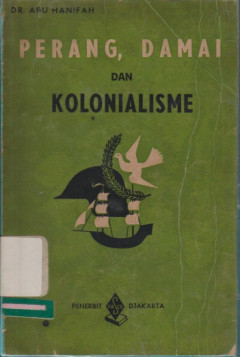 DR. ABU HANIFAH
PERANG, DAMAI
DAN
KOLONIALISME
PENERBIT
DJAKARTA